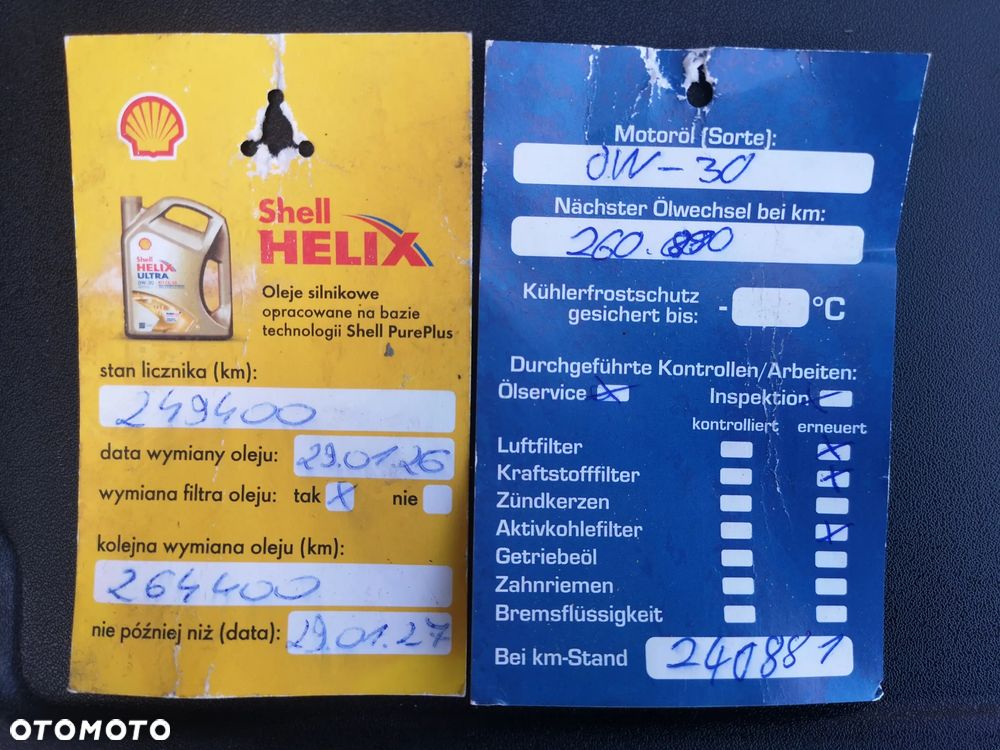 Shell
HELIX
Shell
HELIX
ULTRA
0W-30
Oleje silnikowe
opracowane na bazie
technologii Shell PurePlus
stan licznika (km):
249400
data wymiany oleju: 29.01.26
wymiana filtra oleju: tak X nie
kolejna wymiana oleju (km):
264400
nie później niż (data): 29.01.27
Motoröl (Sorte):
0W-30
Nächster Ölwechsel bei km:
260.
Kühlerfrostschutz
gesichert bis: - °C
Durchgeführte Kontrollen/Arbeiten:
Ölservice X Inspektion
kontrolliert erneuert
Luftfilter X
Kraftstofffilter X
Zündkerzen
Aktivkohlefilter X
Getriebeöl
Zahnriemen
Bremsflüssigkeit
Bei km-Stand 240881
OTOMOTO